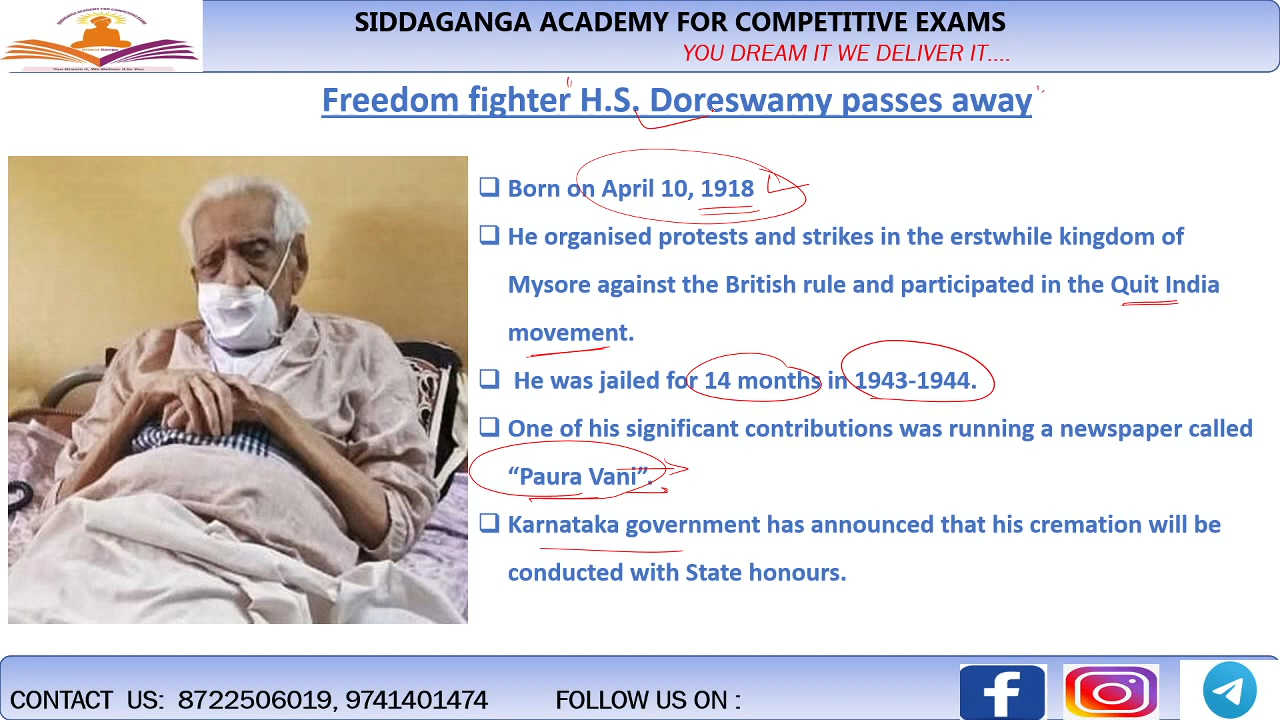 SIDDAGANGA ACADEMY FOR COMPETITIVE EXAMS
YOU DREAM IT WE DELIVER IT....
Freedom fighter H.S. Doreswamy passes away
Born on April 10, 1918
He organised protests and strikes in the erstwhile kingdom of
Mysore against the British rule and participated in the Quit India
movement.
He was jailed for 14 months in 1943-1944.
One of his significant contributions was running a newspaper called
“Paura Vani”.
Karnataka government has announced that his cremation will be
conducted with State honours.
CONTACT US: 8722506019, 9741401474 FOLLOW US ON :